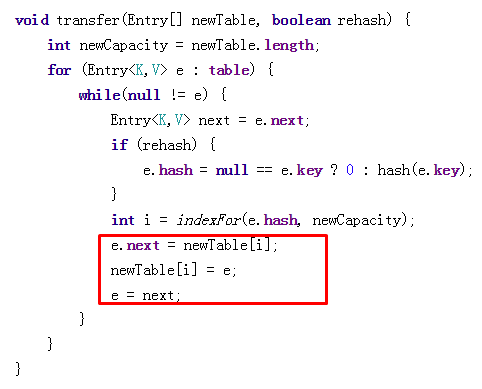 void transfer(Entry[] newTable, boolean rehash) {
    int newCapacity = newTable.length;
    for (Entry<K,V> e : table) {
        while(null != e) {
            Entry<K,V> next = e.next;
            if (rehash) {
                e.hash = null == e.key ? 0 : hash(e.key);
            }
            int i = indexFor(e.hash, newCapacity);
            e.next = newTable[i];
            newTable[i] = e;
            e = next;
        }
    }
}